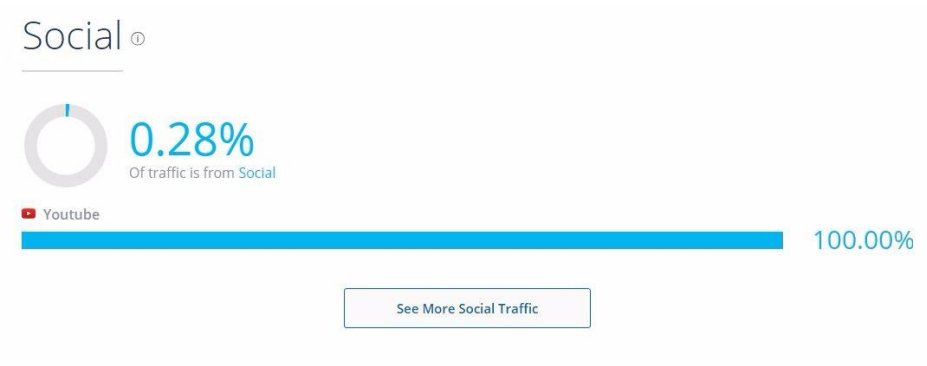 Social
0.28%
Of traffic is from Social
Youtube
100.00%
See More Social Traffic